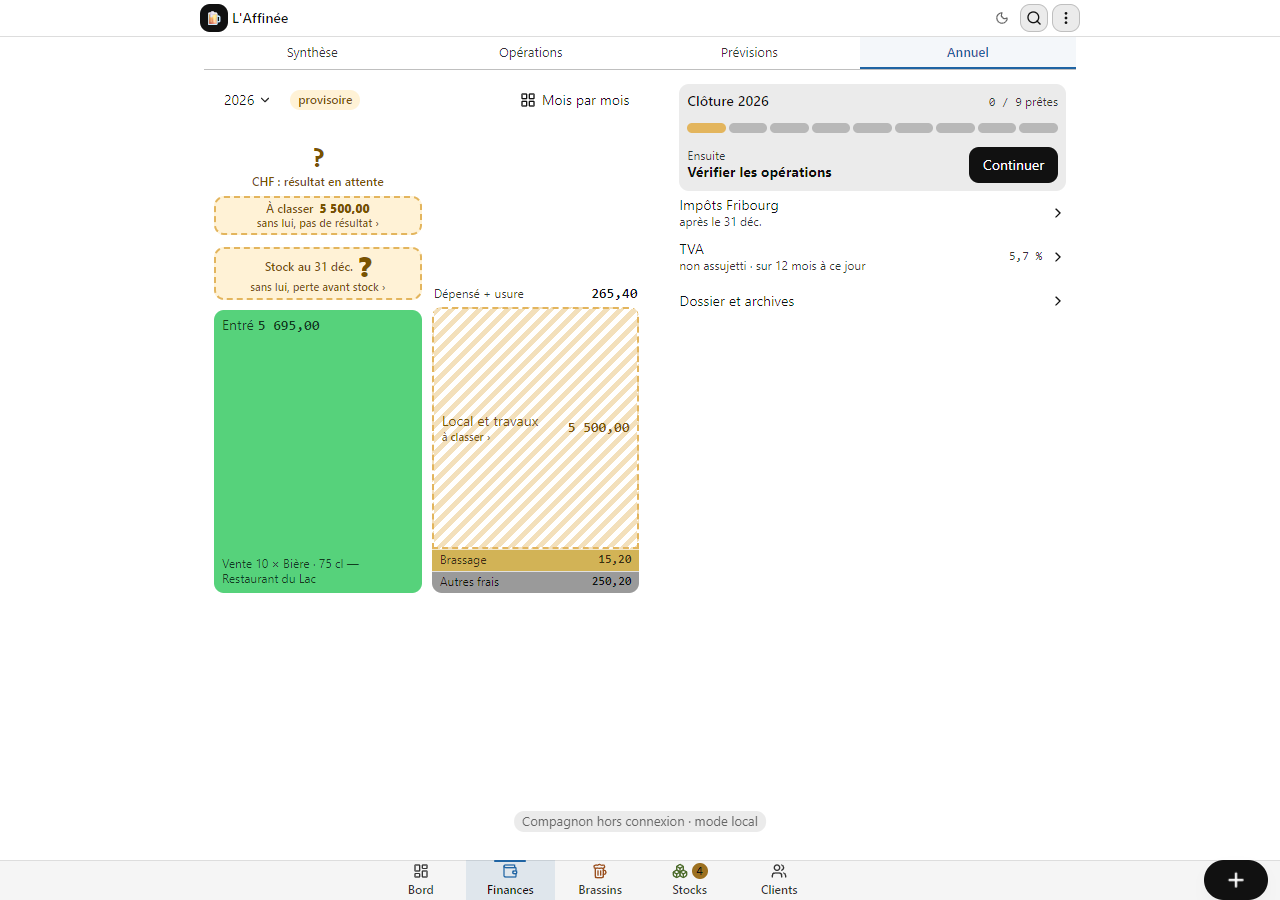 L'Affinée
Synthèse
Opérations
Prévisions
Annuel
2026
provisoire
Mois par mois
?
CHF : résultat en attente
À classer 5 500,00
sans lui, pas de résultat ›
Stock au 31 déc. ?
sans lui, perte avant stock ›
Entré 5 695,00
Vente 10 × Bière · 75 cl —
Restaurant du Lac
Dépensé + usure 265,40
Local et travaux 5 500,00
à classer ›
Brassage 15,20
Autres frais 250,20
Clôture 2026 0 / 9 prêtes
Ensuite
Vérifier les opérations
Continuer
Impôts Fribourg
après le 31 déc.
TVA 5,7 %
non assujetti · sur 12 mois à ce jour
Dossier et archives
Compagnon hors connexion · mode local
Bord
Finances
Brassins
4
Stocks
Clients